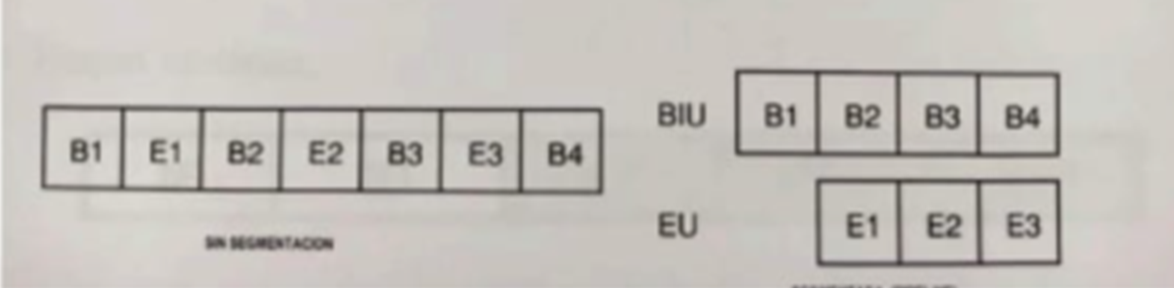 B1 E1 B2 E2 B3 E3 B4
SIN SEGMENTACION
BIU B1 B2 B3 B4
EU E1 E2 E3